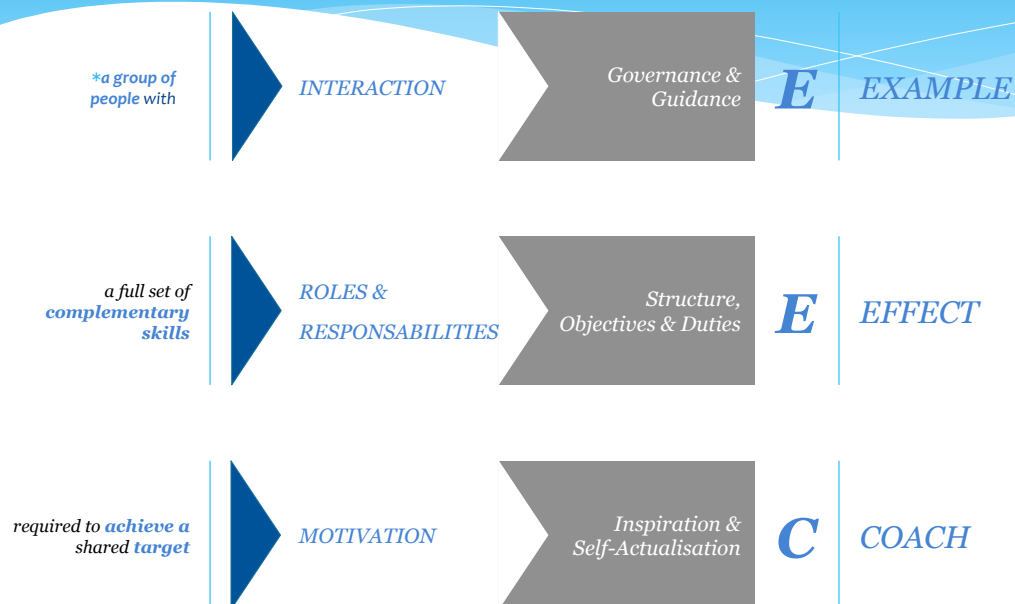 *a group of
people with
INTERACTION
Governance &
Guidance
E
EXAMPLE
a full set of
complementary
skills
ROLES &
RESPONSABILITIES
Structure,
Objectives & Duties
E
EFFECT
required to achieve a
shared target
MOTIVATION
Inspiration &
Self-Actualisation
C
COACH